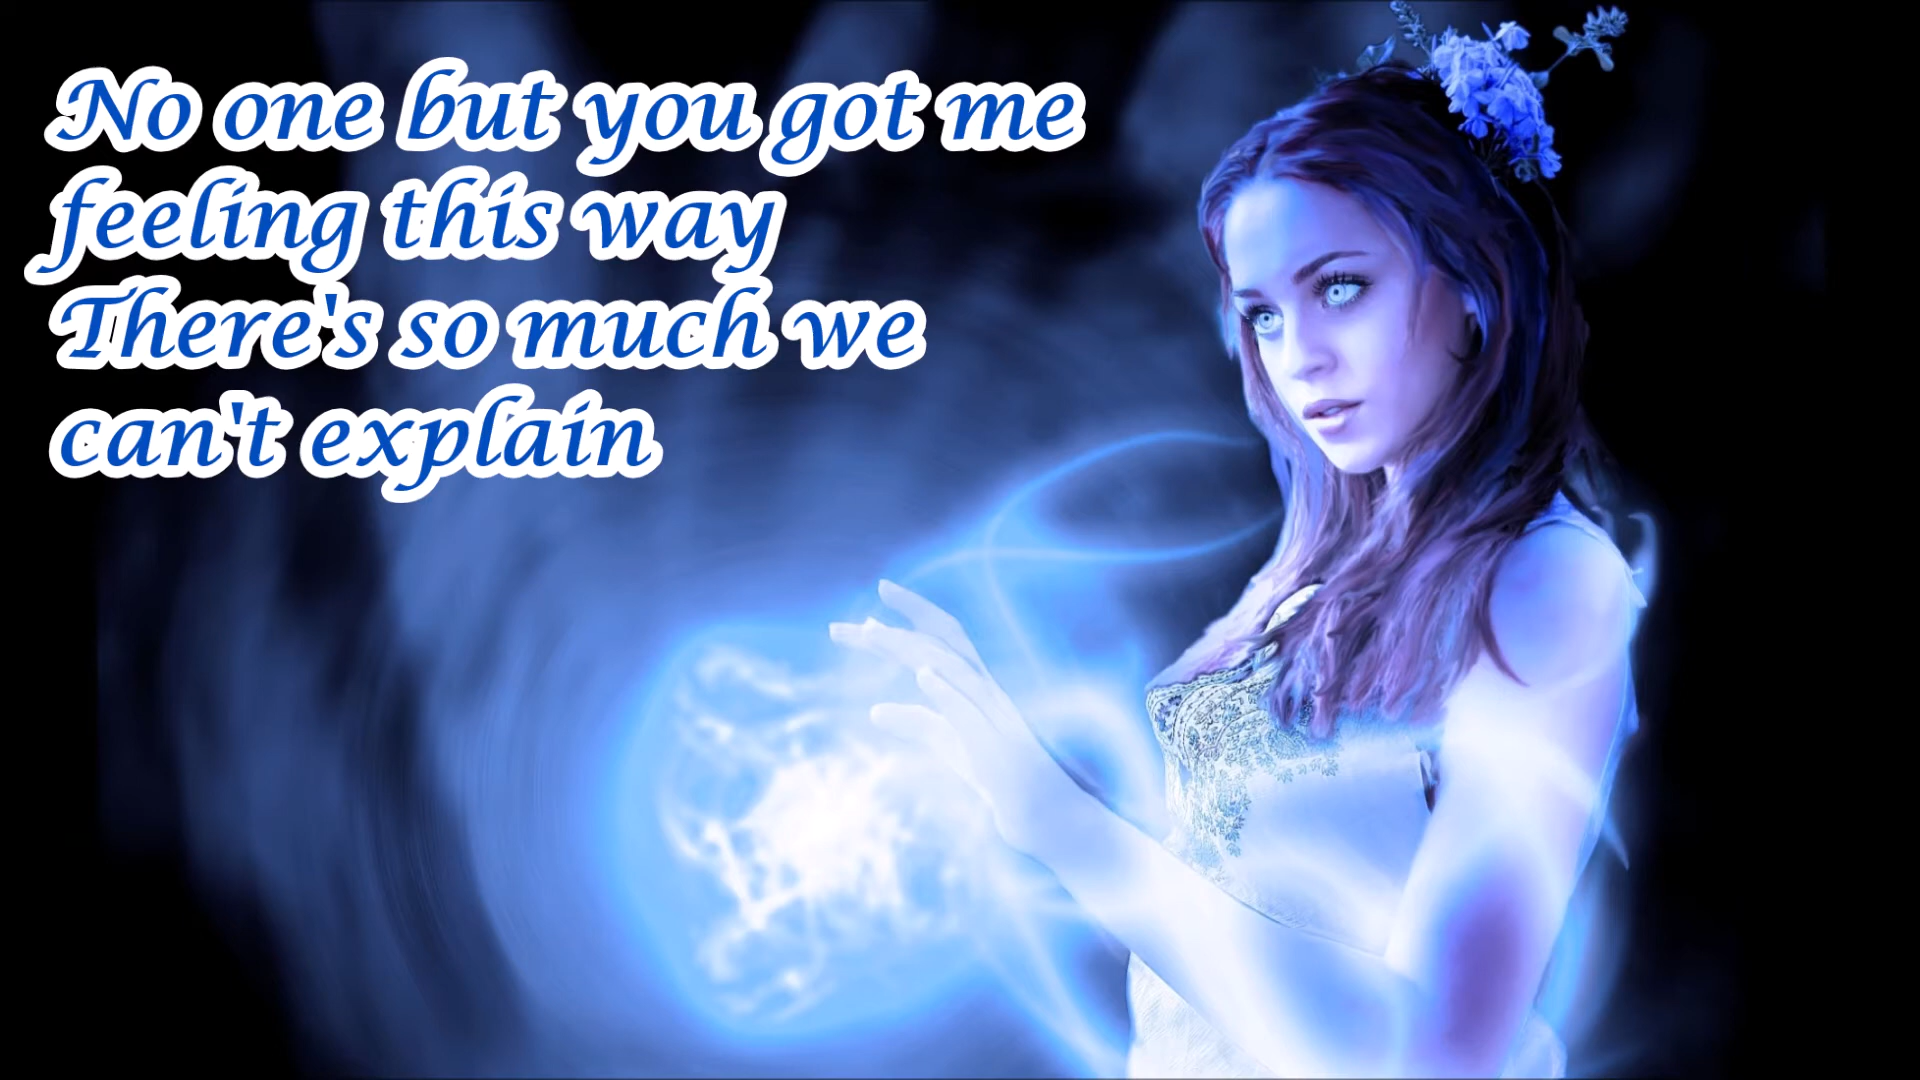 No one but you got me
feeling this way
There's so much we
can't explain